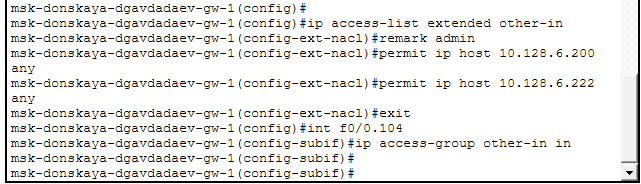 msk-donskaya-dgavdadaev-gw-1(config)#
msk-donskaya-dgavdadaev-gw-1(config)#ip access-list extended other-in
msk-donskaya-dgavdadaev-gw-1(config-ext-nacl)#remark admin
msk-donskaya-dgavdadaev-gw-1(config-ext-nacl)#permit ip host 10.128.6.200
any
msk-donskaya-dgavdadaev-gw-1(config-ext-nacl)#permit ip host 10.128.6.222
any
msk-donskaya-dgavdadaev-gw-1(config-ext-nacl)#exit
msk-donskaya-dgavdadaev-gw-1(config)#int f0/0.104
msk-donskaya-dgavdadaev-gw-1(config-subif)#ip access-group other-in in
msk-donskaya-dgavdadaev-gw-1(config-subif)#
msk-donskaya-dgavdadaev-gw-1(config-subif)#